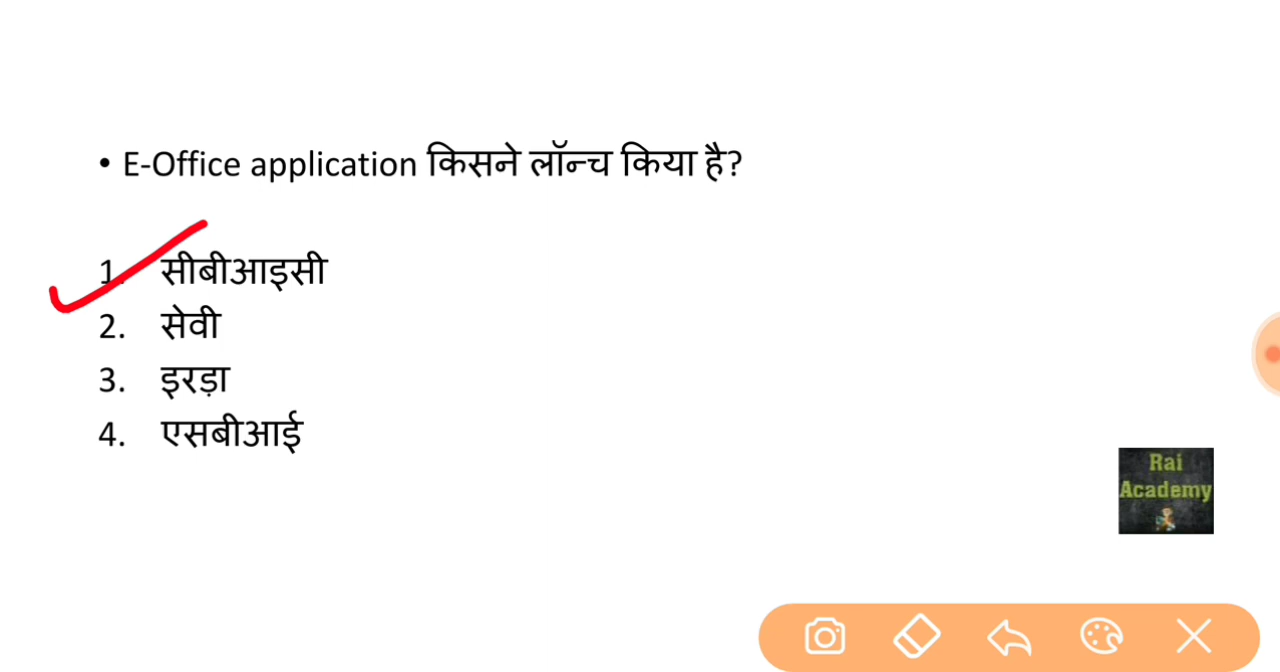 • E-Office application किसने लॉन्च किया है?
1. सीबीआइसी
2. सेवी
3. इरड़ा
4. एसबीआई
Rai
Academy